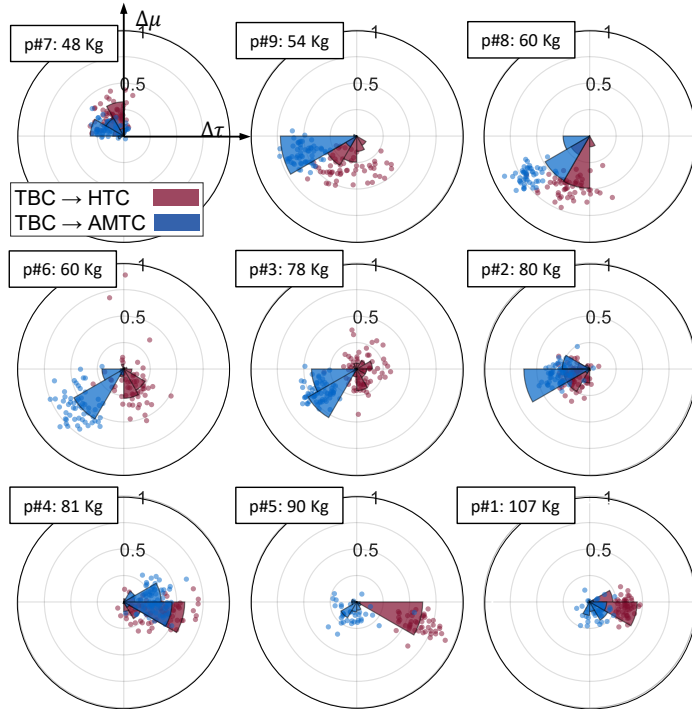 Δμ
p#7: 48 Kg
1
0.5
Δτ
p#9: 54 Kg
1
0.5
p#8: 60 Kg
1
0.5
TBC → HTC
TBC → AMTC
p#6: 60 Kg
1
0.5
p#3: 78 Kg
1
0.5
p#2: 80 Kg
1
0.5
p#4: 81 Kg
1
0.5
p#5: 90 Kg
1
0.5
p#1: 107 Kg
1
0.5